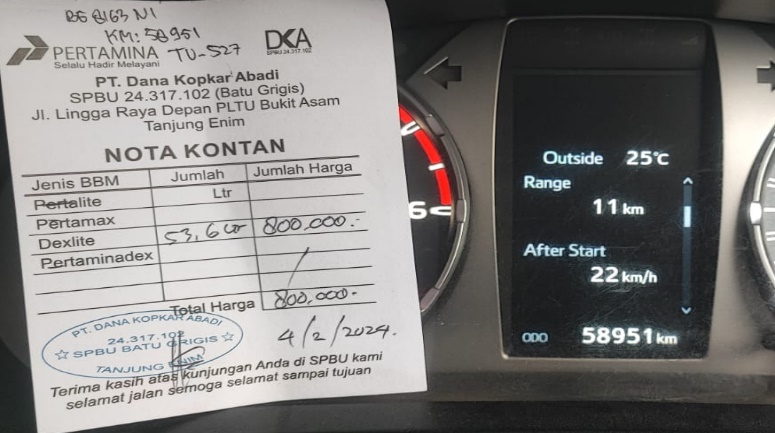 BG 8163 NI
KM: 58951
TU-527
PERTAMINA
Selalu Hadir Melayani
DKA
SPBU 24.317.102
PT. Dana Kopkar Abadi
SPBU 24.317.102 (Batu Grigis)
Jl. Lingga Raya Depan PLTU Bukit Asam
Tanjung Enim
NOTA KONTAN
Jenis BBM Jumlah Jumlah Harga
Pertalite Ltr
Pertamax
Dexlite 53,6 Ltr 800.000.-
Pertaminadex
Total Harga 800.000-
PT. DANA KOPKAR ABADI
24.317.102
☆ SPBU BATU GRIGIS ☆
TANJUNG ENIM
4/2/2024.
Terima kasih atas kunjungan Anda di SPBU kami
selamat jalan semoga selamat sampai tujuan
6
Outside 25°C
Range
11 km
After Start
22 km/h
ODO 58951 km